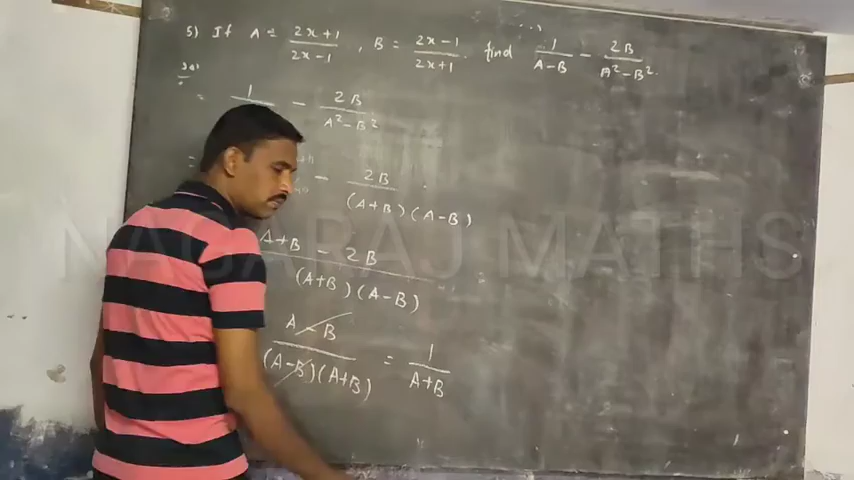 5) If A = 2x+1/2x-1 , B = 2x-1/2x+1 . find 1/A-B - 2B/A²-B².
Sol
= 1 - 2B/A²-B²
= - 2B/(A+B)(A-B) .
A+B - 2B/(A+B)(A-B)
A-B/(A-B)(A+B) = 1/A+B
NAGARAJ MATHS